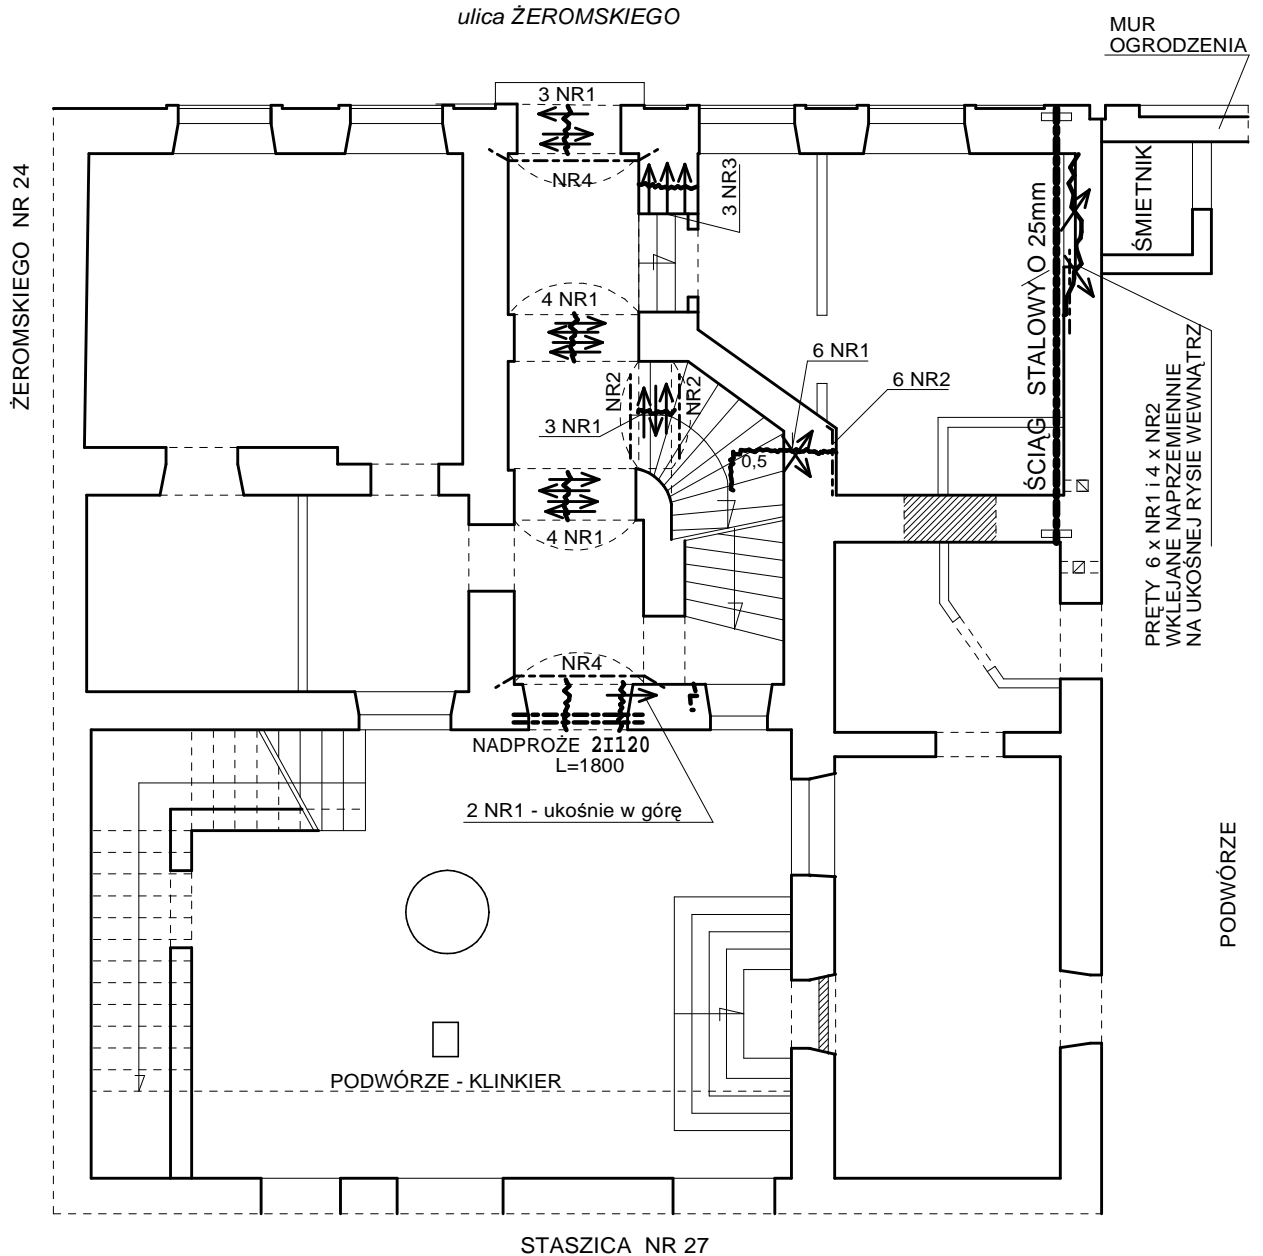 ulica ŻEROMSKIEGO
MUR
OGRODZENIA
3 NR1
NR4
3 NR3
ŚMIETNIK
ŻEROMSKIEGO NR 24
ŚCIĄG STALOWY O 25mm
4 NR1
6 NR1
NR2
NR2
6 NR2
3 NR1
0,5
4 NR1
PRĘTY 6 x NR1 i 4 x NR2
WKLEJANE NAPRZEMIENNIE
NA UKOŚNEJ RYSIE WEWNĄTRZ
NR4
NADPROŻE 2I120
L=1800
2 NR1 - ukośnie w górę
PODWÓRZE
PODWÓRZE - KLINKIER
STASZICA NR 27